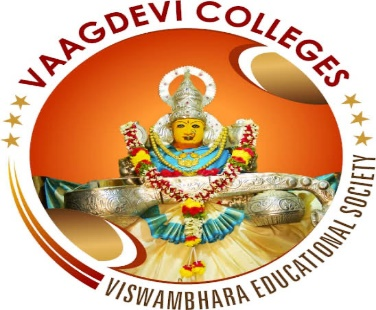 VAAGDEVI COLLEGES
VISWAMBHARA EDUCATIONAL SOCIETY